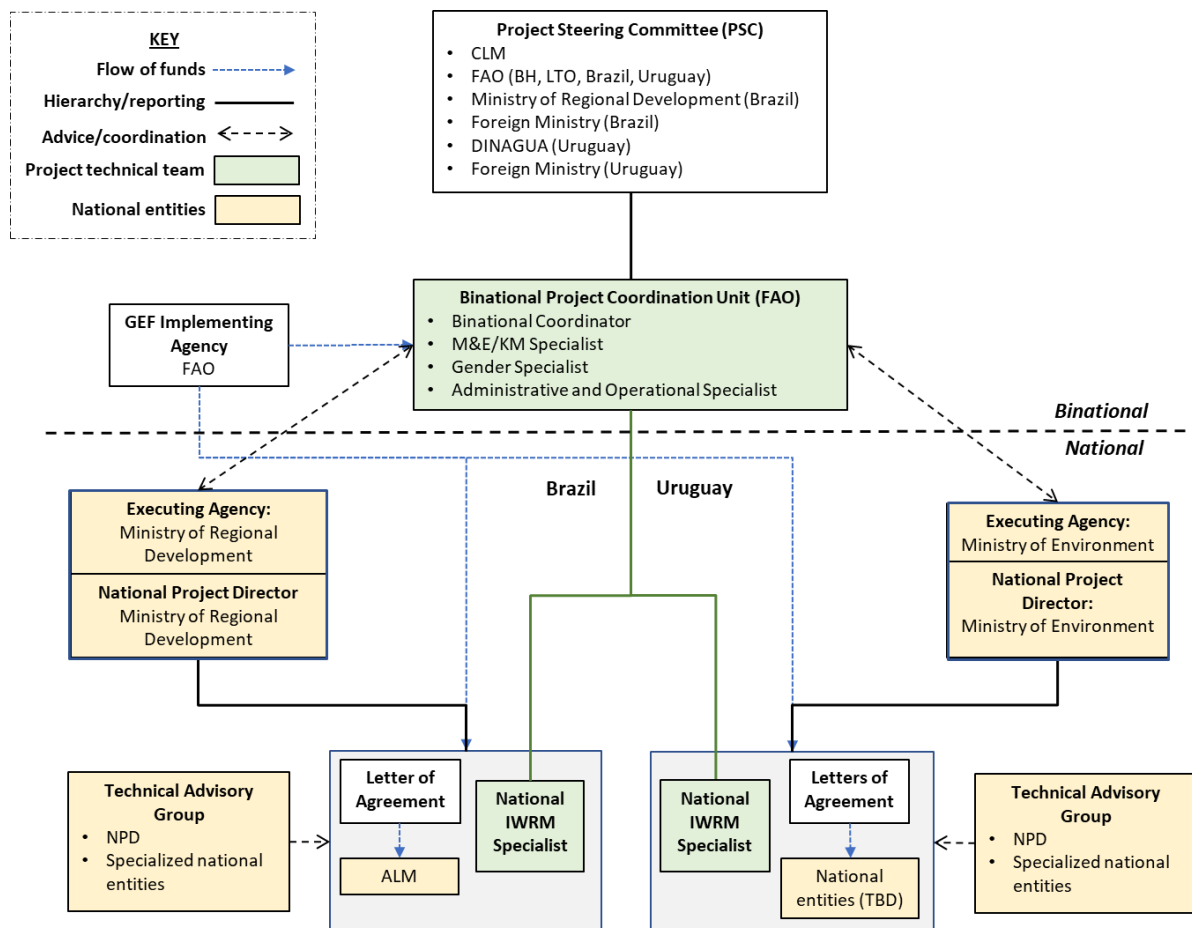 KEY
Flow of funds
Hierarchy/reporting
Advice/coordination
Project technical team
National entities
Project Steering Committee (PSC)
• CLM
• FAO (BH, LTO, Brazil, Uruguay)
• Ministry of Regional Development (Brazil)
• Foreign Ministry (Brazil)
• DINAGUA (Uruguay)
• Foreign Ministry (Uruguay)
GEF Implementing
Agency
FAO
Binational Project Coordination Unit (FAO)
• Binational Coordinator
• M&E/KM Specialist
• Gender Specialist
• Administrative and Operational Specialist
Binational
National
Brazil
Uruguay
Executing Agency:
Ministry of Regional
Development
National Project Director
Ministry of Regional
Development
Executing Agency:
Ministry of Environment
National Project
Director:
Ministry of Environment
Technical Advisory
Group
• NPD
• Specialized national
entities
Letter of
Agreement
ALM
National
IWRM
Specialist
National
IWRM
Specialist
Letters of
Agreement
National
entities (TBD)
Technical Advisory
Group
• NPD
• Specialized national
entities